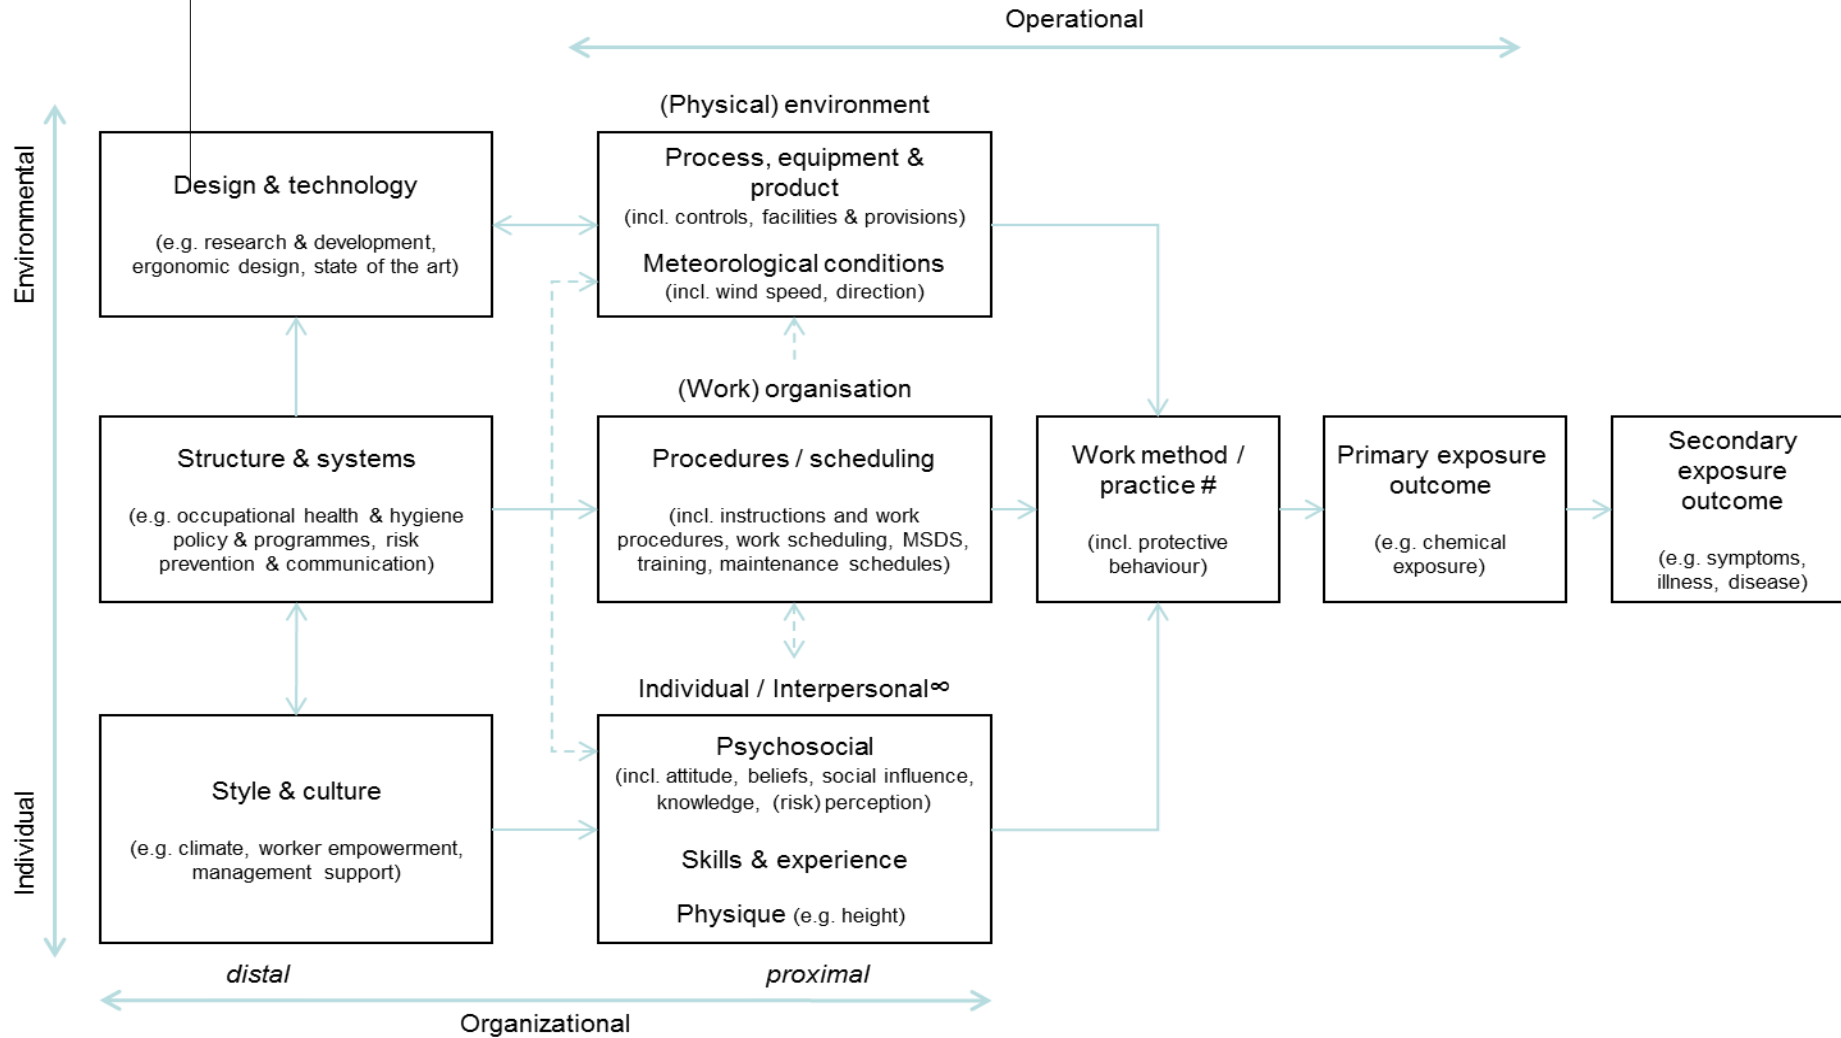 Operational
Environmental
(Physical) environment
Design & technology
(e.g. research & development,
ergonomic design, state of the art)
Process, equipment &
product
(incl. controls, facilities & provisions)
Meteorological conditions
(incl. wind speed, direction)
(Work) organisation
Structure & systems
(e.g. occupational health & hygiene
policy & programmes, risk
prevention & communication)
Procedures / scheduling
(incl. instructions and work
procedures, work scheduling, MSDS,
training, maintenance schedules)
Work method /
practice #
(incl. protective
behaviour)
Primary exposure
outcome
(e.g. chemical
exposure)
Secondary
exposure
outcome
(e.g. symptoms,
illness, disease)
Individual / Interpersonal∞
Individual
Style & culture
(e.g. climate, worker empowerment,
management support)
Psychosocial
(incl. attitude, beliefs, social influence,
knowledge, (risk) perception)
Skills & experience
Physique (e.g. height)
distal
proximal
Organizational